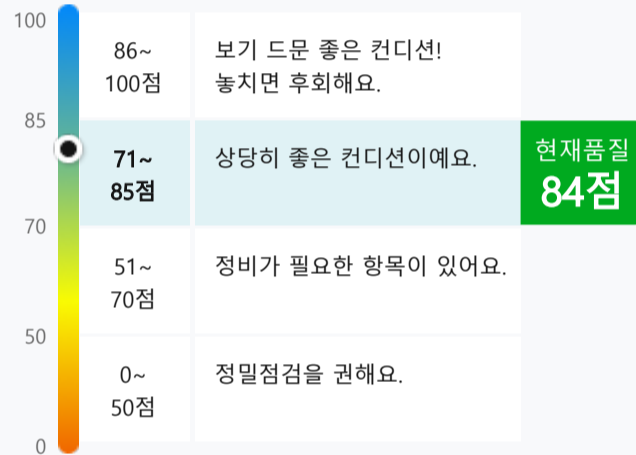 100
86~
100점
보기 드문 좋은 컨디션!
놓치면 후회해요.
85
71~
85점
상당히 좋은 컨디션이예요.
현재품질
84점
70
51~
70점
정비가 필요한 항목이 있어요.
50
0~
50점
정밀점검을 권해요.
0